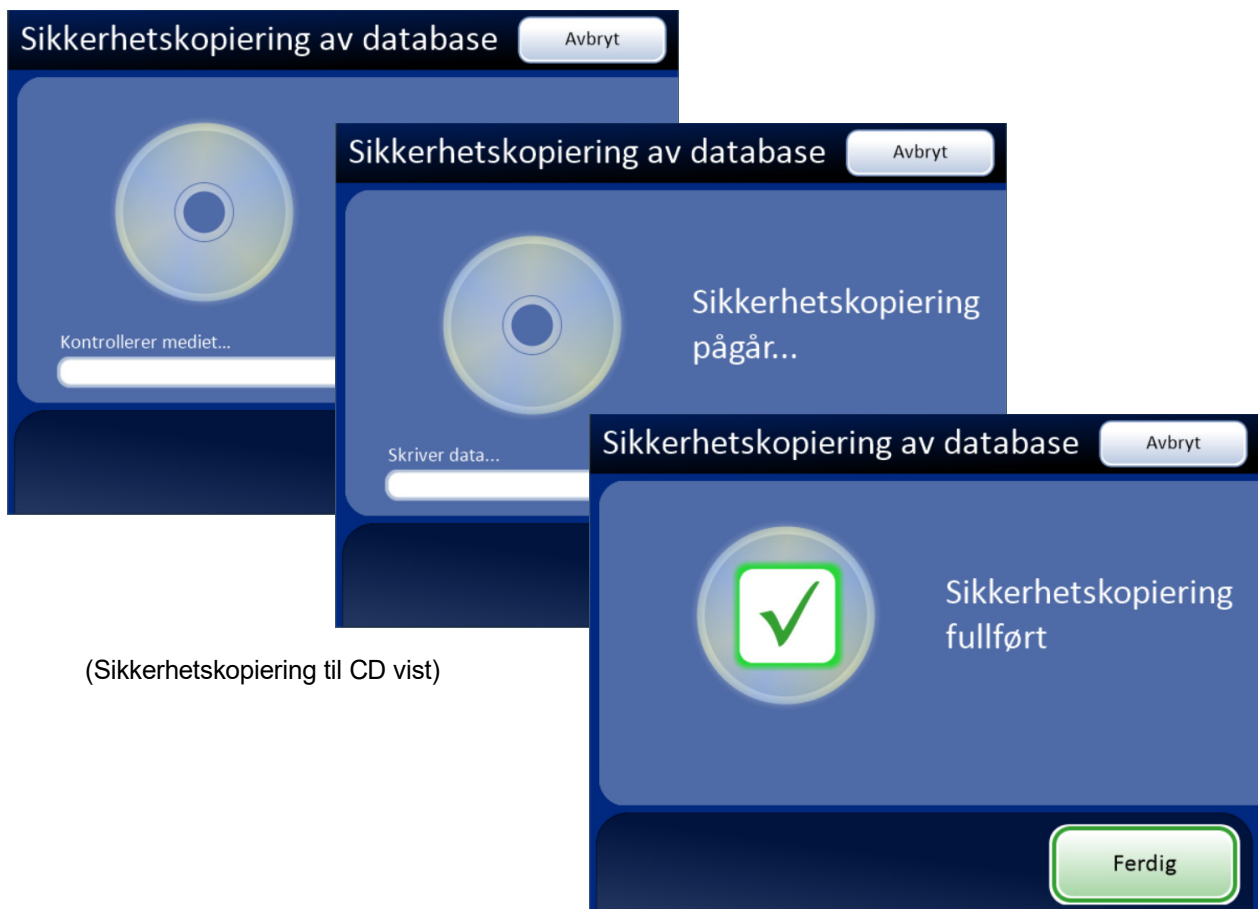 Sikkerhetskopiering av database
Avbryt
Kontrollerer mediet...
Sikkerhetskopiering av database
Avbryt
Sikkerhetskopiering
pågår...
Skriver data...
Sikkerhetskopiering av database
Avbryt
Sikkerhetskopiering
fullført
Ferdig
(Sikkerhetskopiering til CD vist)